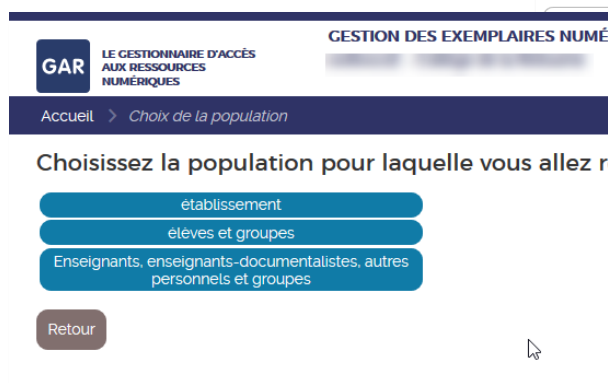 GESTION DES EXEMPLAIRES NUMÉ
GAR
LE GESTIONNAIRE D'ACCÈS
AUX RESSOURCES
NUMÉRIQUES
Accueil > Choix de la population
Choisissez la population pour laquelle vous allez r
établissement
élèves et groupes
Enseignants, enseignants-documentalistes, autres
personnels et groupes
Retour